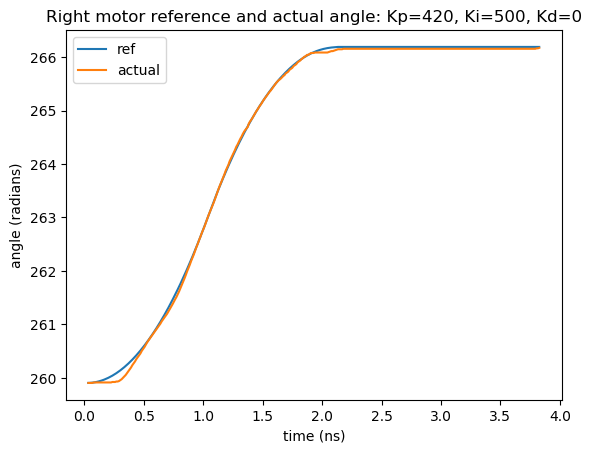 Right motor reference and actual angle: Kp=420, Ki=500, Kd=0
ref
actual
266
265
264
263
262
261
260
angle (radians)
0.0 0.5 1.0 1.5 2.0 2.5 3.0 3.5 4.0
time (ns)